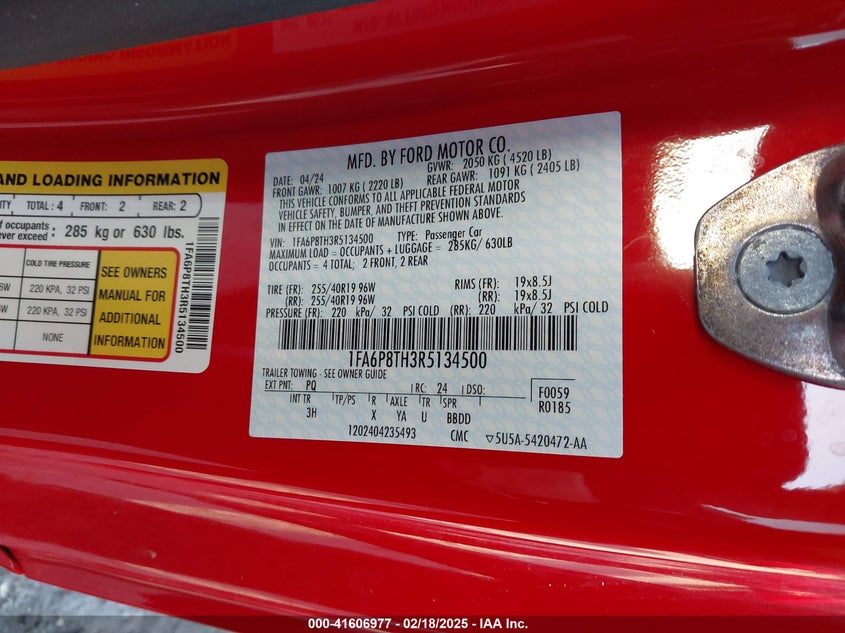 AND LOADING INFORMATION
TOTAL: 4 FRONT: 2 REAR: 2
of occupants: 285 kg or 630 lbs.
ever exceed:
COLD TIRE PRESSURE
220 KPA, 32 PSI
220 KPA, 32 PSI
NONE
SEE OWNERS
MANUAL FOR
ADDITIONAL
INFORMATION
1FA6P8TH3R5134500
MFD. BY FORD MOTOR CO.
DATE: 04/24 GVWR: 2050 KG ( 4520 LB)
FRONT GAWR: 1007 KG ( 2220 LB) REAR GAWR: 1091 KG ( 2405 LB)
THIS VEHICLE CONFORMS TO ALL APPLICABLE FEDERAL MOTOR
VEHICLE SAFETY, BUMPER, AND THEFT PREVENTION STANDARDS
IN EFFECT ON THE DATE OF MANUFACTURE SHOWN ABOVE.
VIN: 1FA6P8TH3R5134500 TYPE: Passenger Car
MAXIMUM LOAD = OCCUPANTS + LUGGAGE = 285KG/ 630LB
OCCUPANTS = 4 TOTAL; 2 FRONT, 2 REAR
TIRE (FR): 255/40R19 96W RIMS (FR): 19x8.5J
(RR): 255/40R19 96W (RR): 19x8.5J
PRESSURE (FR): 220 kPa/ 32 PSI COLD (RR): 220 kPa/ 32 PSI COLD
1FA6P8TH3R5134500
TRAILER TOWING - SEE OWNER GUIDE
EXT PNT: PQ RC: 24 DSO:
INT TR TP/PS R AXLE TR SPR
3H X YA U BBDD
F0059
R0185
1202404235493 CMC ▽5U5A-5420472-AA
000-41606977 - 02/18/2025 - IAA Inc.